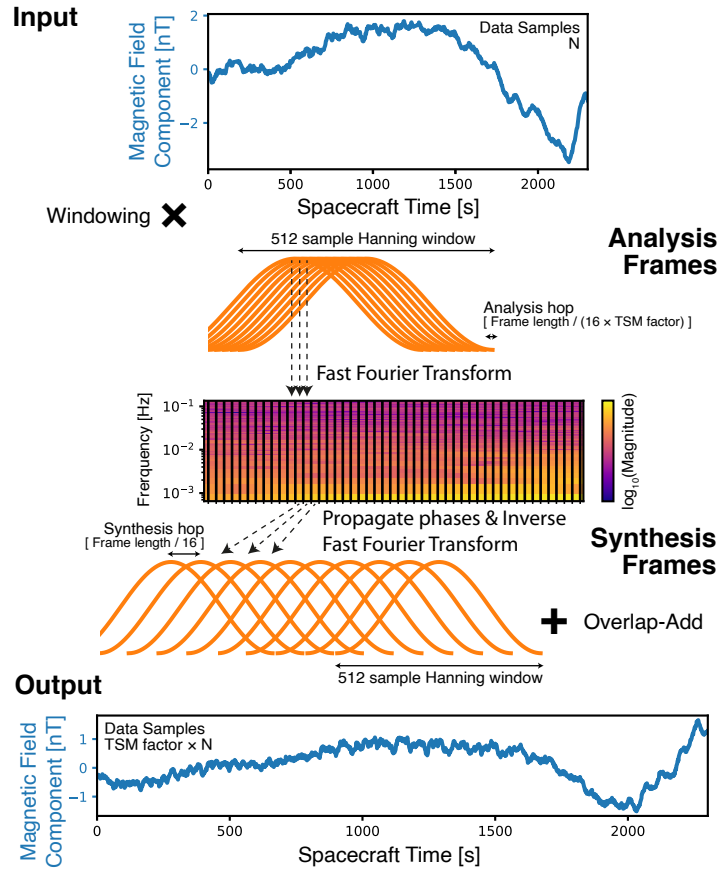 Input
Magnetic Field
Component [nT]
2
0
−2
Data Samples
N
0
500
1000
1500
2000
Spacecraft Time [s]
Windowing
512 sample Hanning window
Analysis
Frames
Analysis hop
[ Frame length / (16 × TSM factor) ]
Fast Fourier Transform
Frerquency [Hz]
10⁻¹
10⁻²
10⁻³
log₁₀(Magnitude)
Synthesis hop
[ Frame length / 16 ]
Propagate phases & Inverse
Fast Fourier Transform
Synthesis
Frames
+ Overlap-Add
512 sample Hanning window
Output
Magnetic Field
Component [nT]
1
0
−1
Data Samples
TSM factor × N
0
500
1000
1500
2000
Spacecraft Time [s]